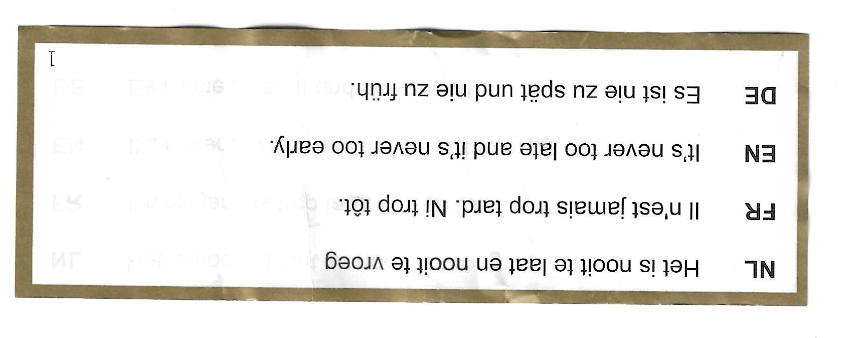 NL Het is nooit te laat en nooit te vroeg
FR Il n'est jamais trop tard. Ni trop tôt.
EN It's never too late and it's never too early.
DE Es ist nie zu spät und nie zu früh.
1